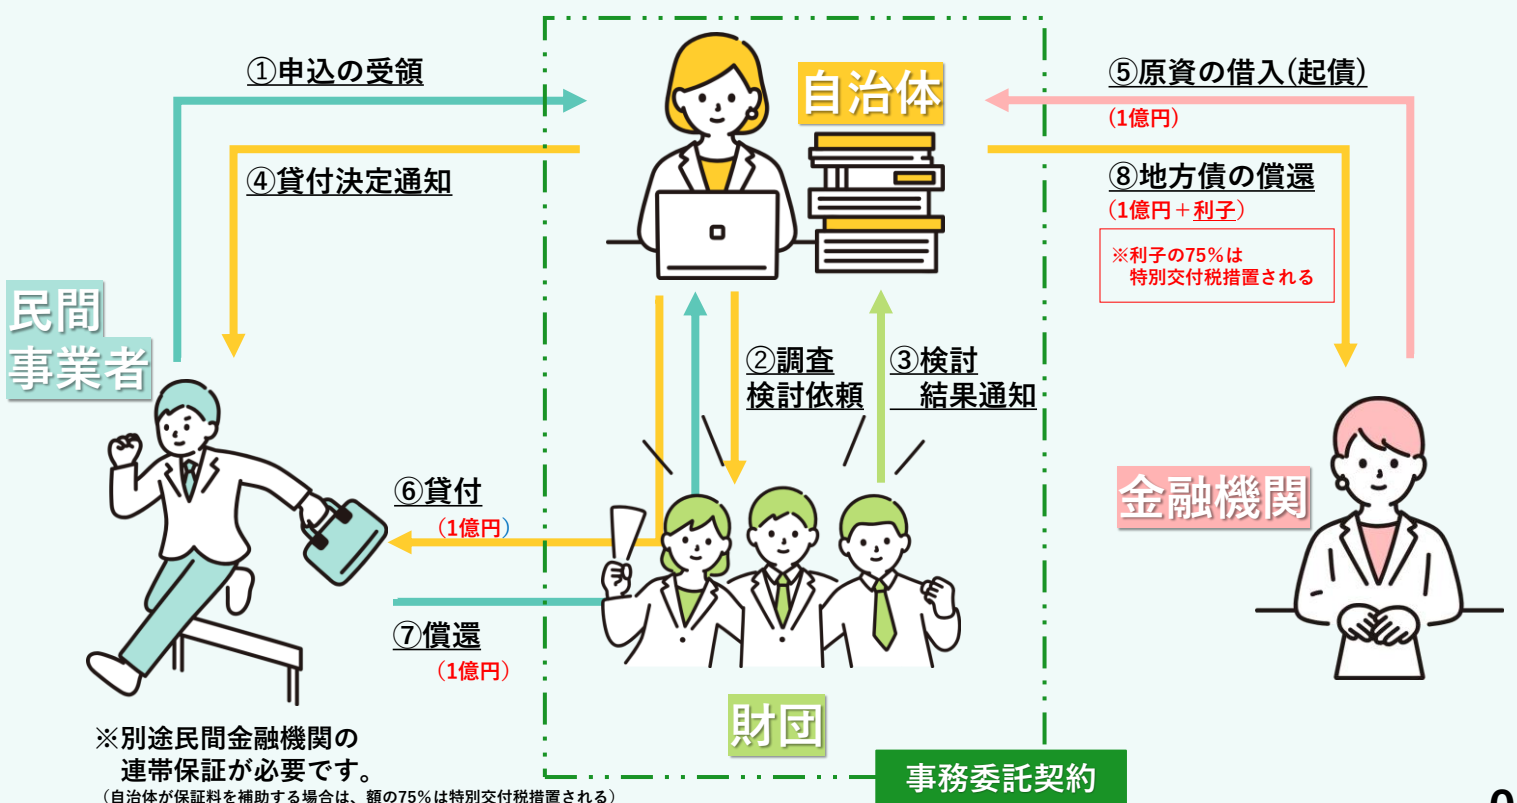 ①申込の受領
④貸付決定通知
自治体
⑤原資の借入(起債)
(1億円)
⑧地方債の償還
(1億円+利子)
※利子の75%は
特別交付税措置される
民間
事業者
②調査
検討依頼
③検討
結果通知
⑥貸付
(1億円)
⑦償還
(1億円)
金融機関
財団
事務委託契約
※別途民間金融機関の
連帯保証が必要です。
(自治体が保証料を補助する場合は、額の75%は特別交付税措置される)